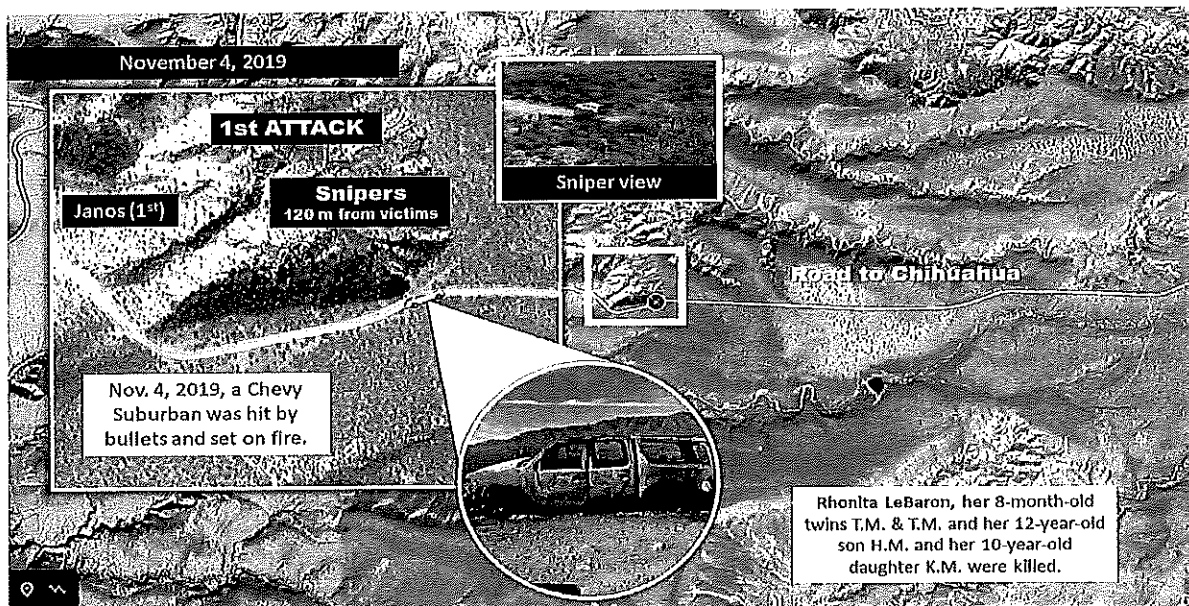 November 4, 2019
1st ATTACK
Janos (1st)
Snipers
120 m from victims
Sniper view
Road to Chihuahua
Nov. 4, 2019, a Chevy
Suburban was hit by
bullets and set on fire.
Rhonita LeBaron, her 8-month-old
twins T.M. & T.M. and her 12-year-old
son H.M. and her 10-year-old
daughter K.M. were killed.